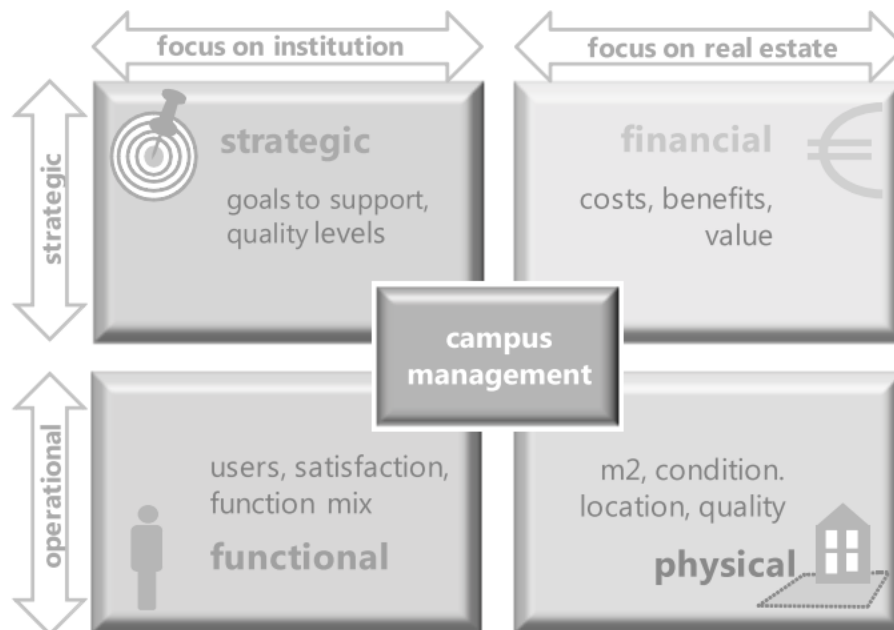 focus on institution
focus on real estate
strategic
strategic
goals to support,
quality levels
financial
costs, benefits,
value
€
campus
management
operational
users, satisfaction,
function mix
functional
m2, condition.
location, quality
physical